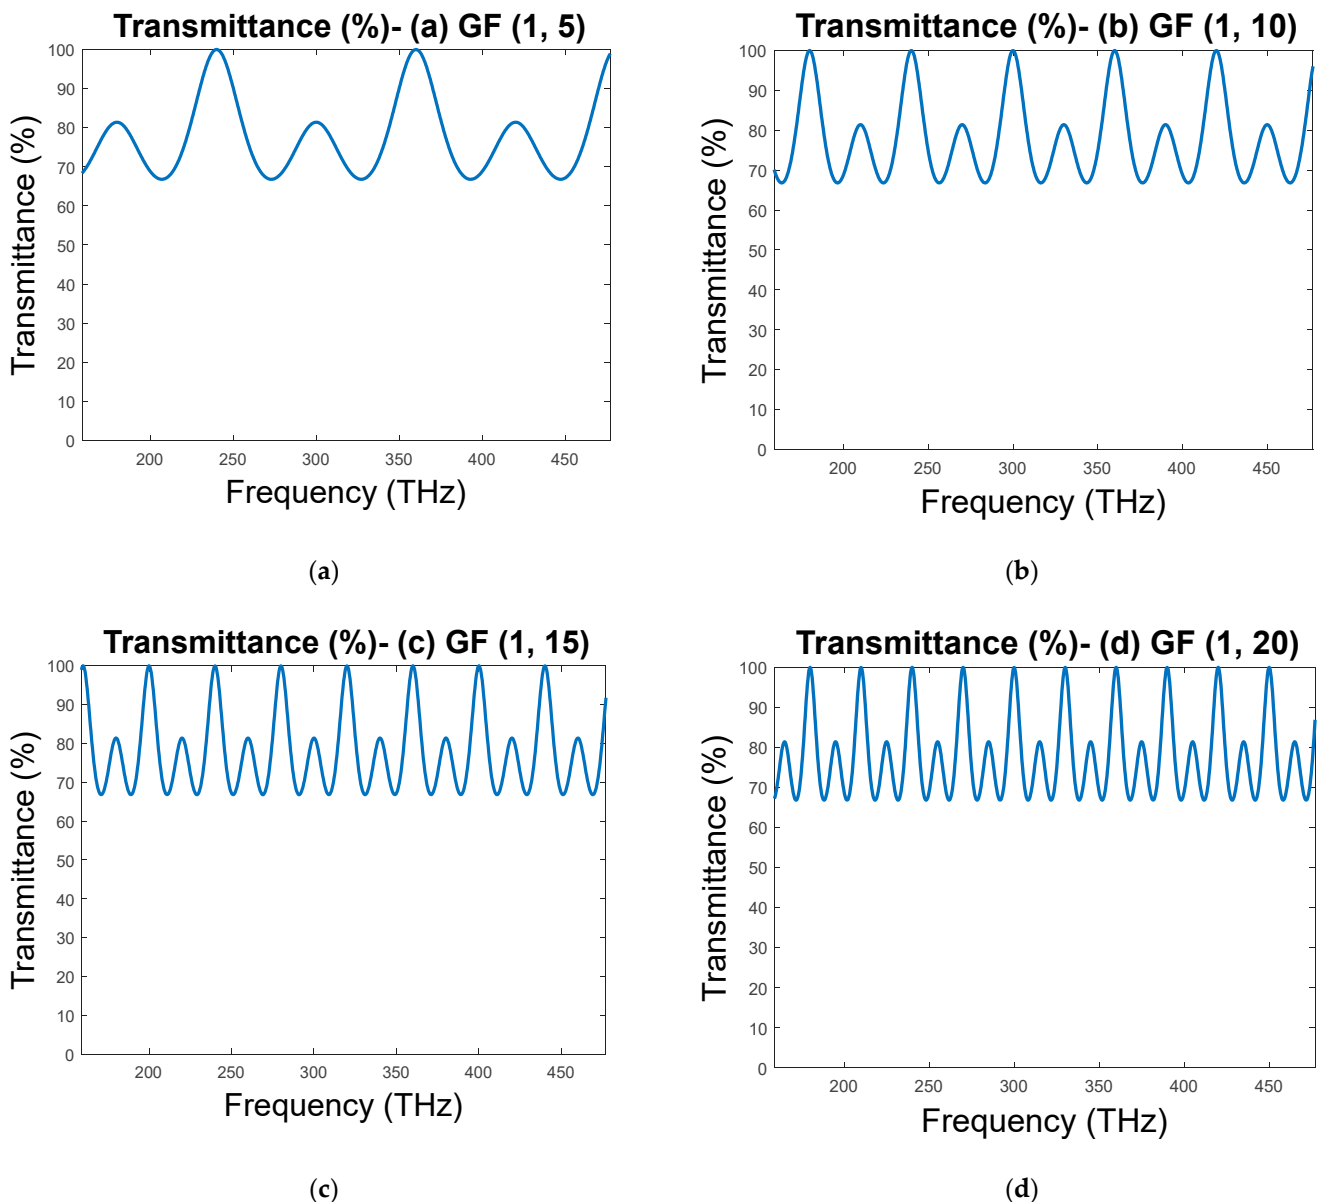 Transmittance (%)- (a) GF (1, 5)
Transmittance (%)
100
90
80
70
60
50
40
30
20
10
0
200 250 300 350 400 450
Frequency (THz)
(a)
Transmittance (%)- (b) GF (1, 10)
Transmittance (%)
100
90
80
70
60
50
40
30
20
10
0
200 250 300 350 400 450
Frequency (THz)
(b)
Transmittance (%)- (c) GF (1, 15)
Transmittance (%)
100
90
80
70
60
50
40
30
20
10
0
200 250 300 350 400 450
Frequency (THz)
(c)
Transmittance (%)- (d) GF (1, 20)
Transmittance (%)
100
90
80
70
60
50
40
30
20
10
0
200 250 300 350 400 450
Frequency (THz)
(d)